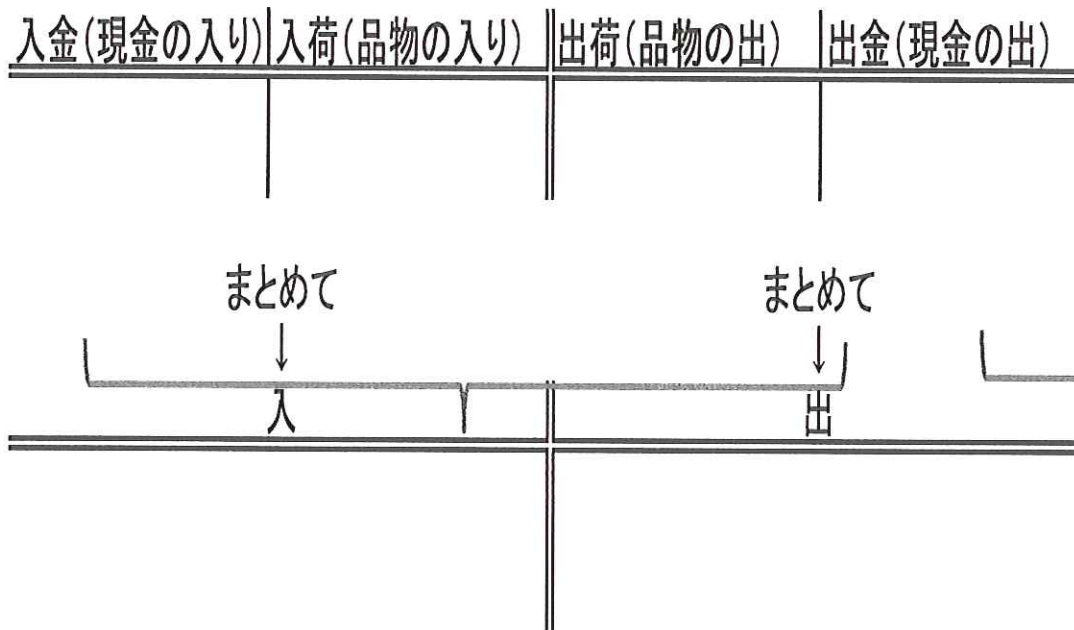 入金(現金の入り) 入荷(品物の入り) 出荷(品物の出) 出金(現金の出)
まとめて まとめて
↓ ↓
入 出